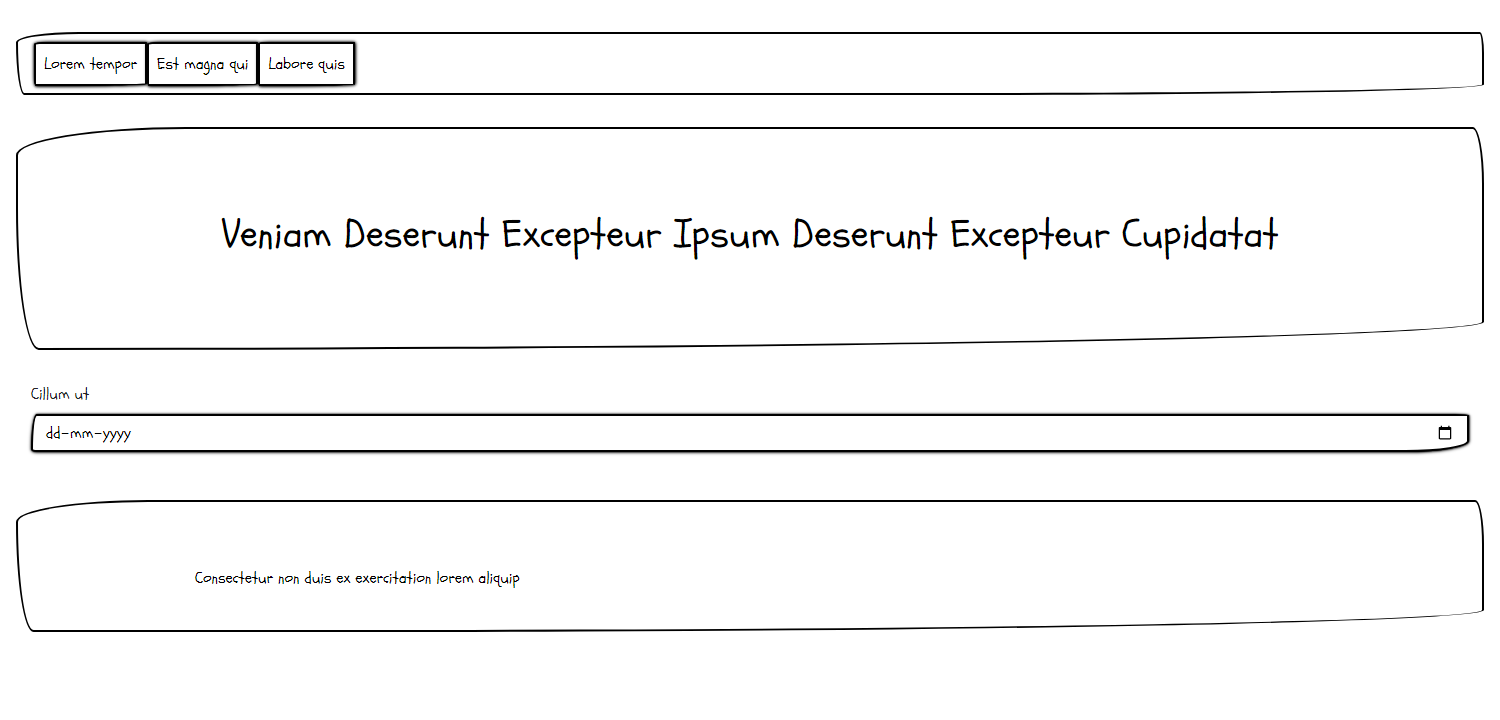 Lorem tempor Est magna qui Labore quis
Veniam Deserunt Excepteur Ipsum Deserunt Excepteur Cupidatat
Cillum ut
dd-mm-yyyy
Consectetur non duis ex exercitation lorem aliquip